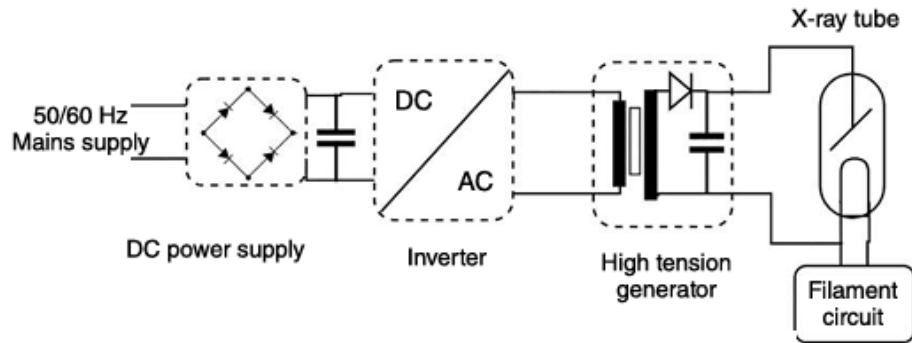 X-ray tube
50/60 Hz
Mains supply
DC
AC
DC power supply
Inverter
High tension
generator
Filament
circuit